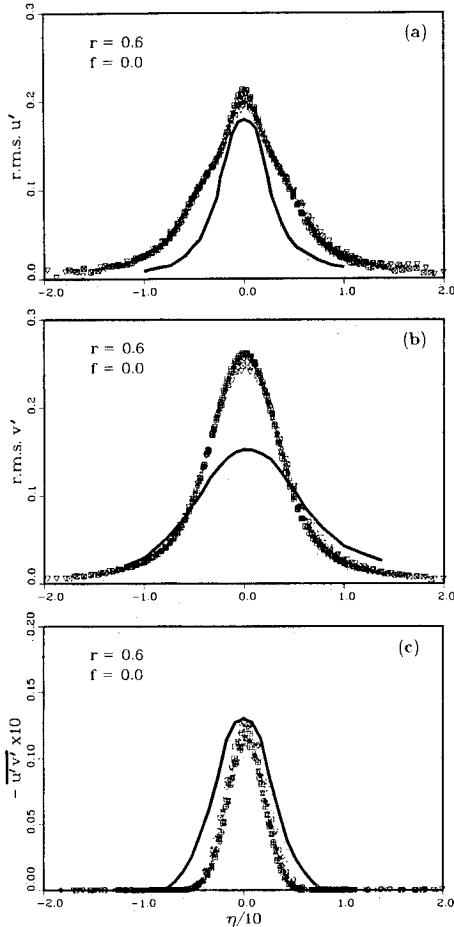 0.3
(a)
r = 0.6
f = 0.0
r.m.s. u'
0.2
0.1
0.0
-2.0 -1.0 0.0 1.0 2.0
0.3
(b)
r = 0.6
f = 0.0
r.m.s. v'
0.2
0.1
0.0
-2.0 -1.0 0.0 1.0 2.0
0.20
(c)
r = 0.6
f = 0.0
- u'v' x10
0.15
0.10
0.05
0.00
-2.0 -1.0 0.0 1.0 2.0
η/10